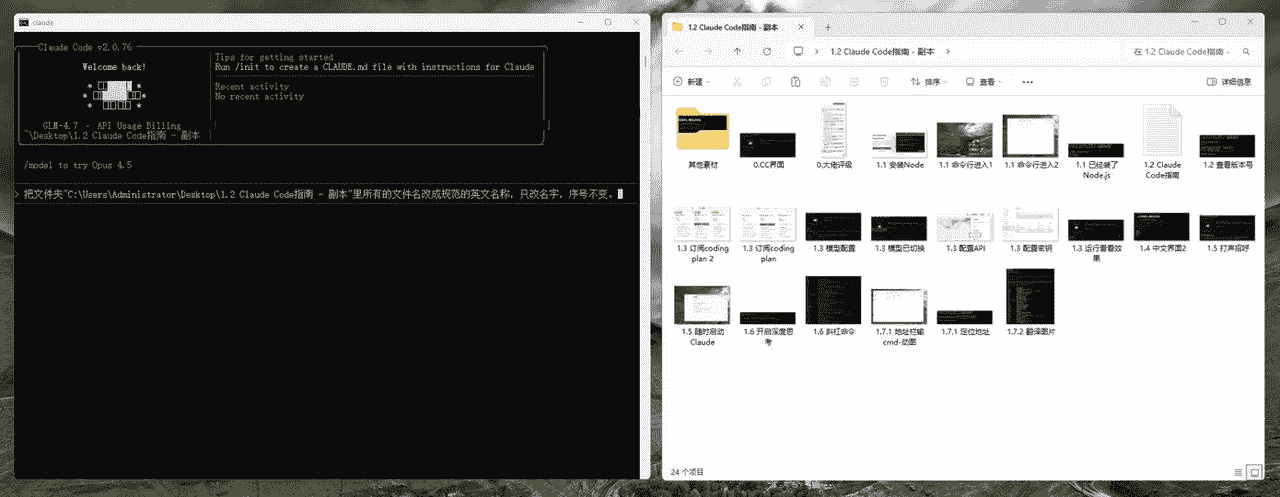 claude
Claude Code v2.0.76
Welcome back!
GLM-4.7 · API Usage Billing
~\Desktop\1.2 Claude Code指南 - 副本
Tips for getting started
Run /init to create a CLAUDE.md file with instructions for Claude
Recent activity
No recent activity
/model to try Opus 4.5
> 把文件夹"C:\Users\Administrator\Desktop\1.2 Claude Code指南 - 副本"里所有的文件名改成规范的英文名称，只改名字，序号不变。
1.2 Claude Code指南 - 副本
1.2 Claude Code指南 - 副本
在 1.2 Claude Code指南 -
新建
排序
查看
详细信息
其他素材
0.CC界面
0.大佬评级
1.1 安装Node
1.1 命令行进入1
1.1 命令行进入2
1.1 已经装了
Node.js
1.2 Claude
Code指南
1.2 查看版本号
1.3 订阅coding
plan 2
1.3 订阅coding
plan
1.3 模型配置
1.3 模型已切换
1.3 配置API
1.3 配置密钥
1.3 运行看看效
果
1.4 中文界面2
1.5 打声招呼
1.5 随时启动
Claude
1.6 开启深度思
考
1.6 斜杠命令
1.7.1 地址栏输
cmd-动图
1.7.1 定位地址
1.7.2 翻译图片
24 个项目